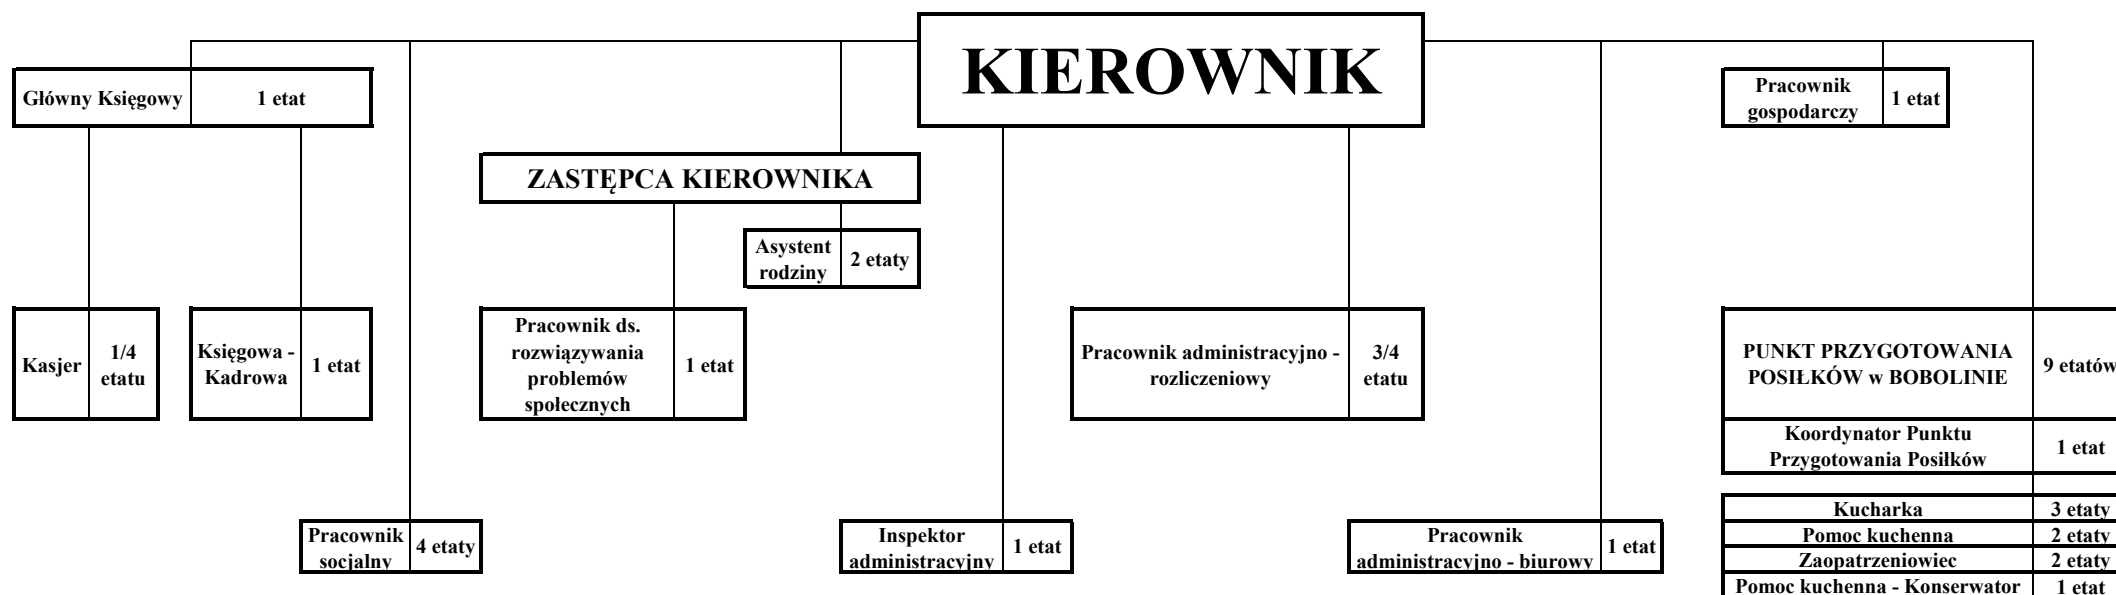 KIEROWNIK
Główny Księgowy
1 etat
Pracownik
gospodarczy
1 etat
ZASTĘPCA KIEROWNIKA
Asystent
rodziny
2 etaty
Kasjer
1/4
etatu
Księgowa -
Kadrowa
1 etat
Pracownik ds.
rozwiązywania
problemów
społecznych
1 etat
Pracownik administracyjno -
rozliczeniowy
3/4
etatu
PUNKT PRZYGOTOWANIA
POSIŁKÓW w BOBOLINIE
9 etatów
Koordynator Punktu
Przygotowania Posiłków
1 etat
Pracownik
socjalny
4 etaty
Inspektor
administracyjny
1 etat
Pracownik
administracyjno - biurowy
1 etat
Kucharka
3 etaty
Pomoc kuchenna
2 etaty
Zaopatrzeniowiec
2 etaty
Pomoc kuchenna - Konserwator
1 etat